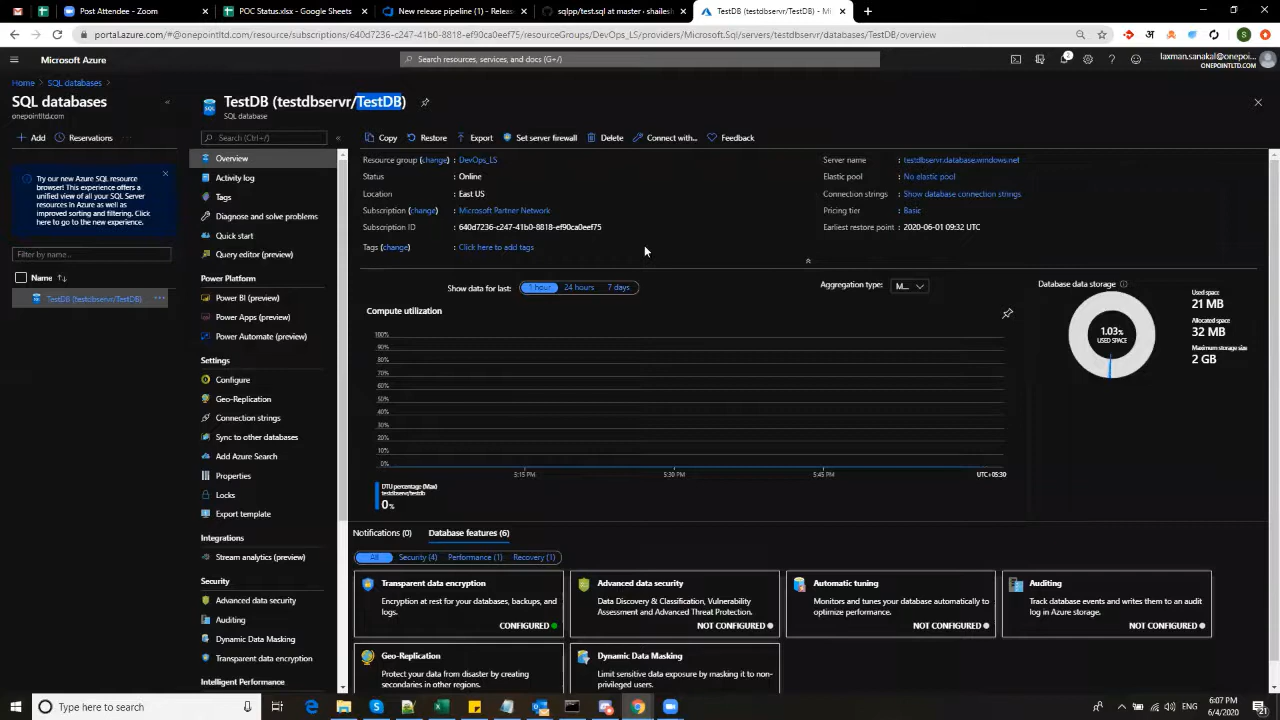 Post Attendee - Zoom
POC Status.xlsx - Google Sheets
New release pipeline (1) - Releas
sqlpp/test.sql at master · shailesh
TestDB (testdbservr/TestDB) - Mi
portal.azure.com/#@onepointltd.com/resource/subscriptions/640d7236-c247-41b0-8818-ef90ca0eef75/resourceGroups/DevOps_LS/providers/Microsoft.Sql/servers/testdbservr/databases/TestDB/overview
Microsoft Azure
Search resources, services, and docs (G+/)
2
laxman.sanakal@onepoi...
ONEPOINTLTD.COM
Home > SQL databases >
SQL databases
onepointltd.com
Add
Reservations
Try our new Azure SQL resource
browser! This experience offers a
unified view of all your SQL Server
resources in Azure as well as
improved sorting and filtering. Click
here to go to the new experience.
Filter by name...
Name
TestDB (testdbservr/TestDB)
TestDB (testdbservr/TestDB)
SQL database
Search (Ctrl+/)
Overview
Activity log
Tags
Diagnose and solve problems
Quick start
Query editor (preview)
Power Platform
Power BI (preview)
Power Apps (preview)
Power Automate (preview)
Settings
Configure
Geo-Replication
Connection strings
Sync to other databases
Add Azure Search
Properties
Locks
Export template
Integrations
Stream analytics (preview)
Security
Advanced data security
Auditing
Dynamic Data Masking
Transparent data encryption
Intelligent Performance
Copy
Restore
Export
Set server firewall
Delete
Connect with...
Feedback
Resource group (change) : DevOps_LS
Status : Online
Location : East US
Subscription (change) : Microsoft Partner Network
Subscription ID : 640d7236-c247-41b0-8818-ef90ca0eef75
Tags (change) : Click here to add tags
Server name : testdbservr.database.windows.net
Elastic pool : No elastic pool
Connection strings : Show database connection strings
Pricing tier : Basic
Earliest restore point : 2020-06-01 09:32 UTC
Show data for last:
1 hour
24 hours
7 days
Aggregation type:
M...
Compute utilization
100%
90%
80%
70%
60%
50%
40%
30%
20%
10%
0%
5:15 PM
5:30 PM
5:45 PM
UTC+05:30
DTU percentage (Max)
testdbservr/testdb
0%
Database data storage
1.03%
USED SPACE
Used space
21 MB
Allocated space
32 MB
Maximum storage size
2 GB
Notifications (0)
Database features (6)
All
Security (4)
Performance (1)
Recovery (1)
Transparent data encryption
Encryption at rest for your databases, backups, and
logs.
CONFIGURED
Advanced data security
Data Discovery & Classification, Vulnerability
Assessment and Advanced Threat Protection.
NOT CONFIGURED
Automatic tuning
Monitors and tunes your database automatically to
optimize performance.
NOT CONFIGURED
Auditing
Track database events and writes them to an audit
log in Azure storage.
NOT CONFIGURED
Geo-Replication
Protect your data from disaster by creating
secondaries in other regions.
Dynamic Data Masking
Limit sensitive data exposure by masking it to non-
privileged users.
Type here to search
ENG
6:07 PM
6/4/2020
21